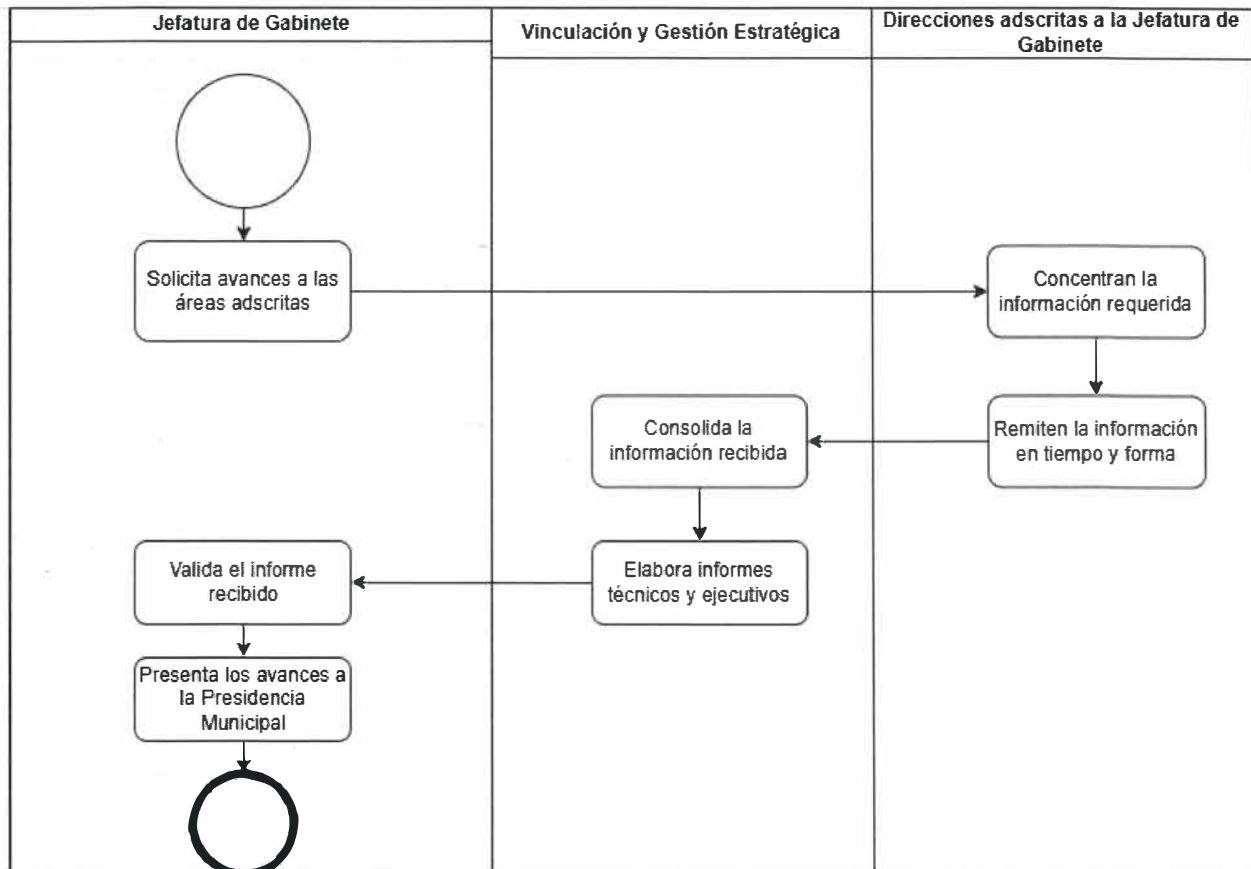 Jefatura de Gabinete
Vinculación y Gestión Estratégica
Direcciones adscritas a la Jefatura de
Gabinete
Solicita avances a las
áreas adscritas
Concentran la
información requerida
Remiten la información
en tiempo y forma
Consolida la
información recibida
Elabora informes
técnicos y ejecutivos
Valida el informe
recibido
Presenta los avances a
la Presidencia
Municipal